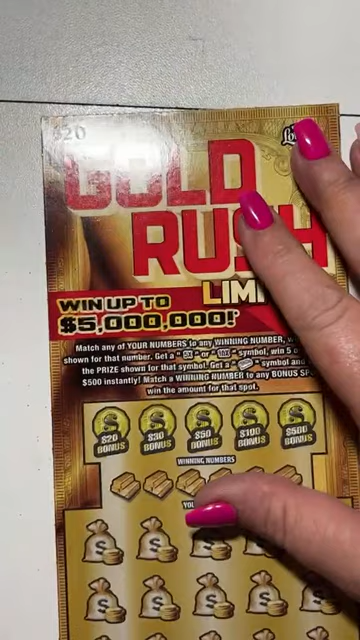 $20
GOLD
RUSH
LIMI
WIN UP TO
$5,000,000!
Match any of YOUR NUMBERS to any WINNING NUMBER, w
shown for that number. Get a "5X" or "10X" symbol, win 5 o
the PRIZE shown for that symbol. Get a " " symbol and
$500 instantly! Match a WINNING NUMBER to any BONUS SP
win the amount for that spot.
$20 BONUS $30 BONUS $50 BONUS $100 BONUS $500 BONUS
WINNING NUMBERS
YOU